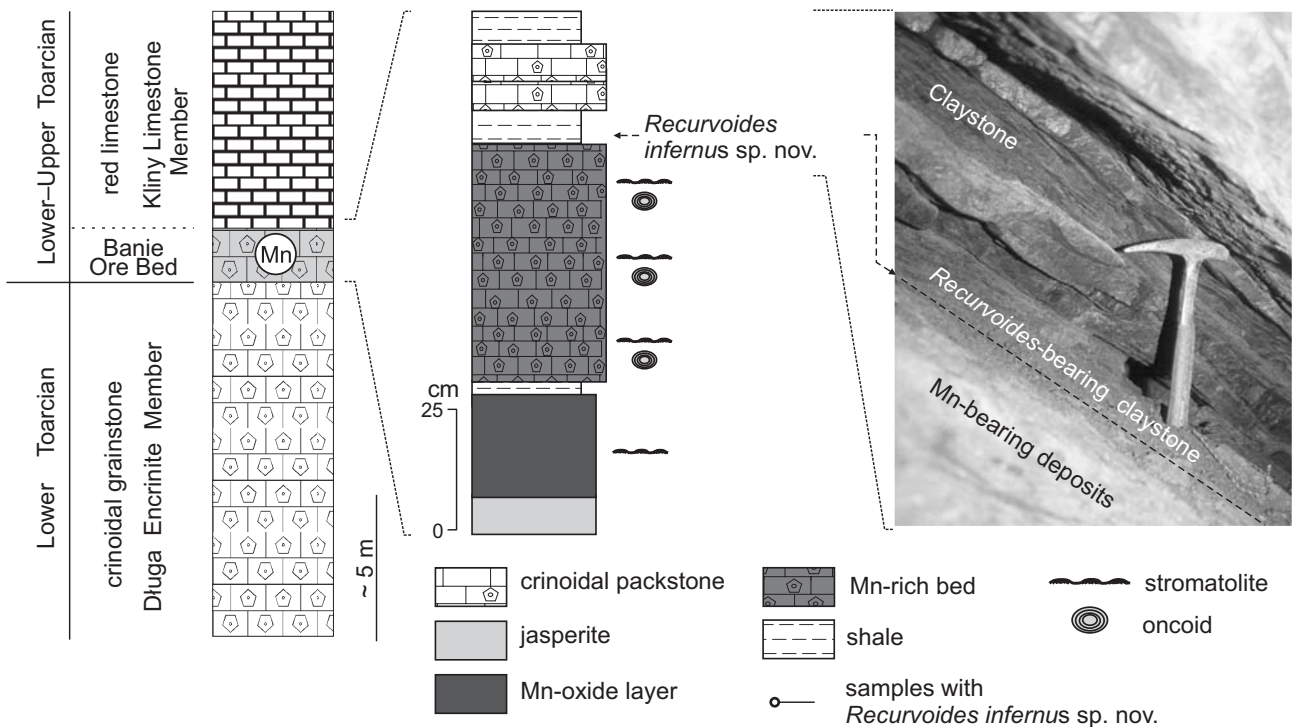 Lower–Upper Toarcian
red limestone
Kliny Limestone
Member
Banie
Ore Bed
Mn
Lower Toarcian
crinoidal grainstone
Długa Encrinite Member
~ 5 m
Recurvoides
infernus sp. nov.
cm
25
0
Claystone
Recurvoides-bearing claystone
Mn-bearing deposits
crinoidal packstone
jasperite
Mn-oxide layer
Mn-rich bed
shale
samples with
Recurvoides infernus sp. nov.
stromatolite
oncoid